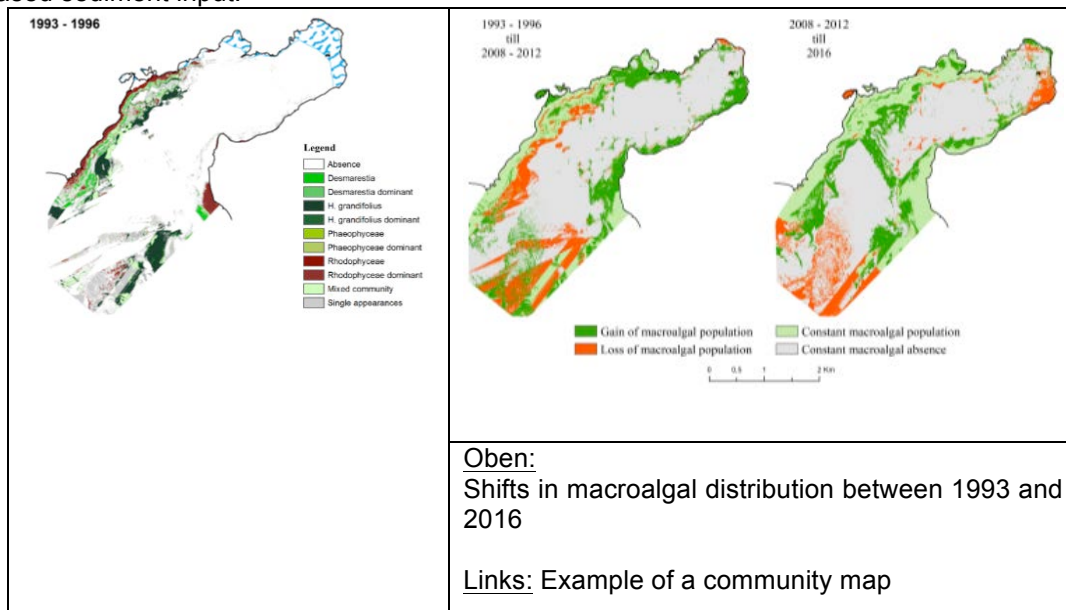 1993 - 1996
Legend
Absence
Desmarestia
Desmarestia dominant
H. grandifolius
H. grandifolius dominant
Phaeophyceae
Phaeophyceae dominant
Rhodophyceae
Rhodophyceae dominant
Mixed community
Single appearances
1993 - 1996
till
2008 - 2012
2008 - 2012
till
2016
Gain of macroalgal population
Constant macroalgal population
Loss of macroalgal population
Constant macroalgal absence
0 0.5 1 2 Km
Oben:
Shifts in macroalgal distribution between 1993 and
2016
Links: Example of a community map